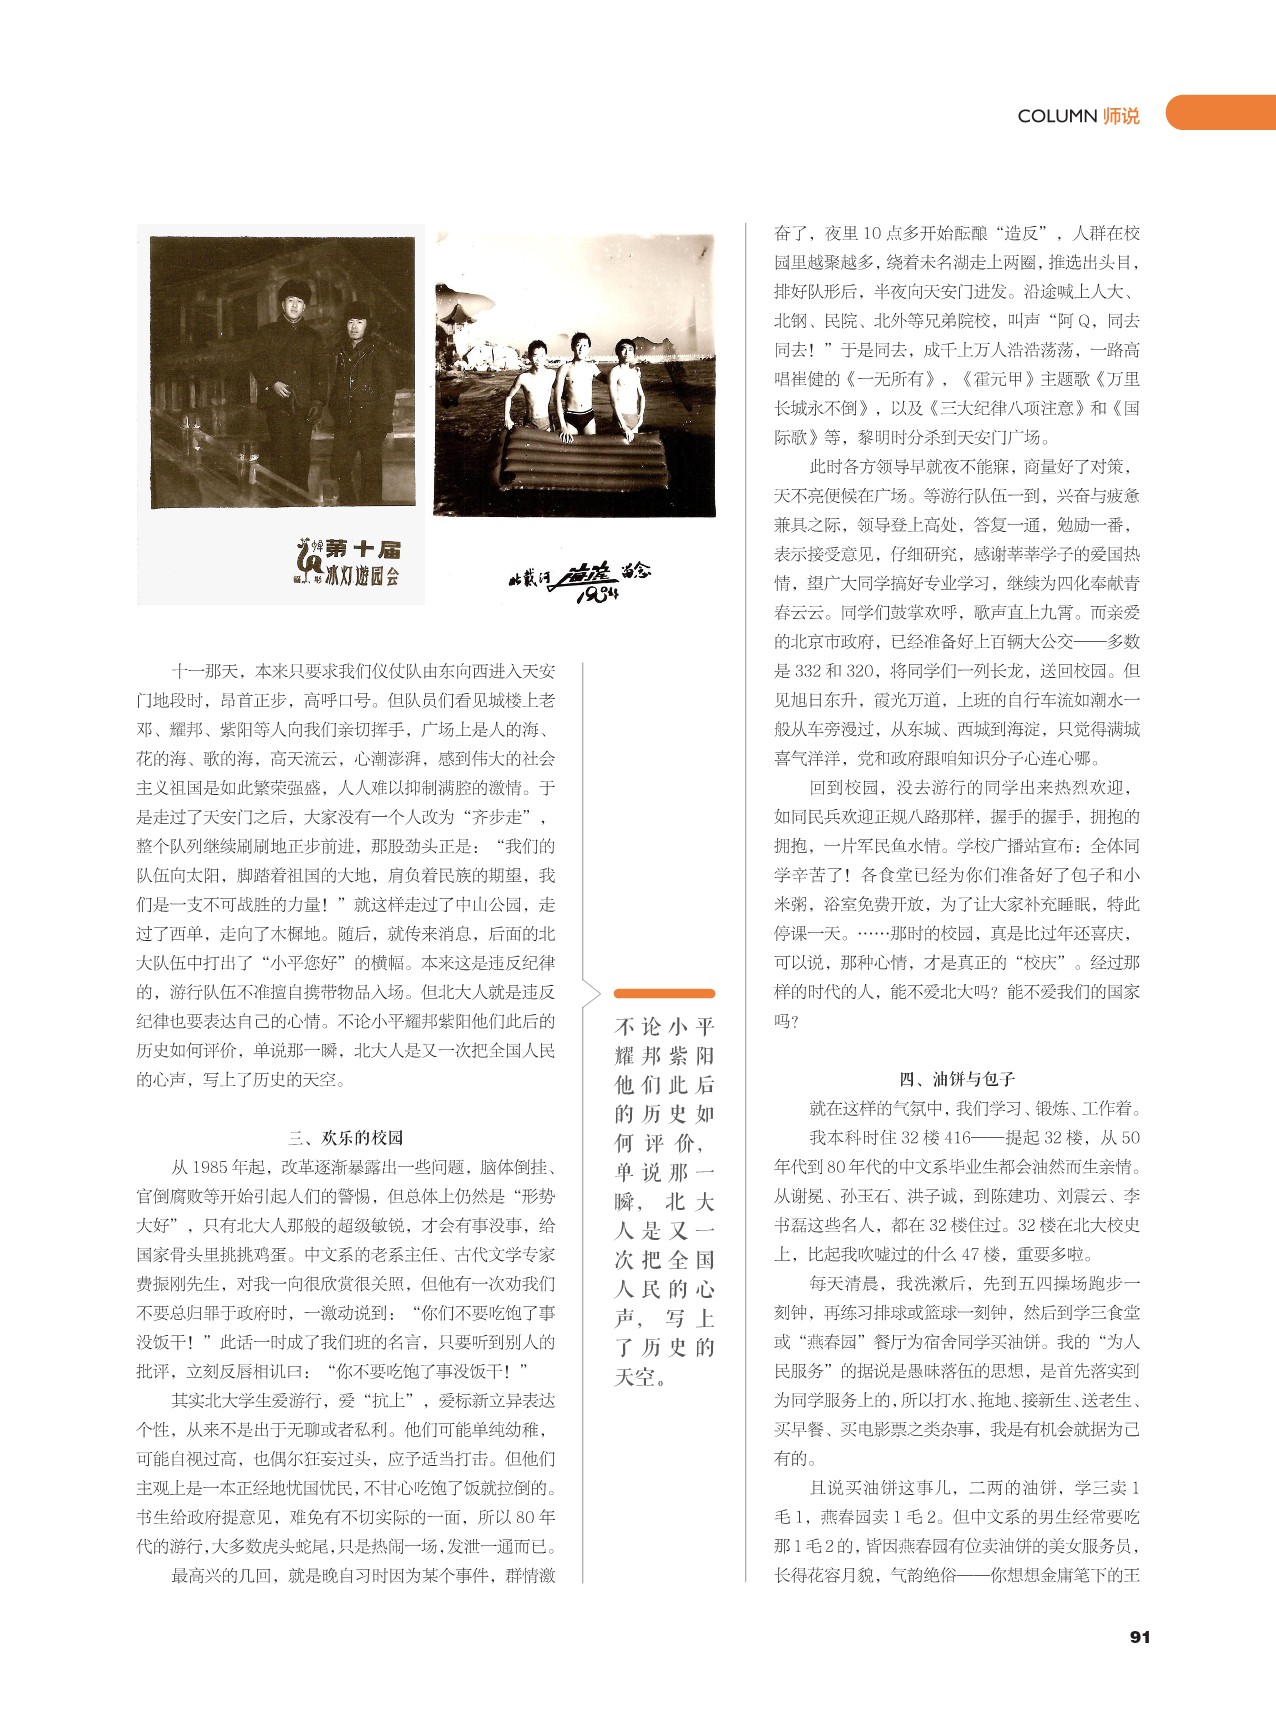 COLUMN 师说
第十届
冰灯游园会
北戴河 海滨 留念
1984
十一那天，本来只要求我们仪仗队由东向西进入天安
门地段时，昂首正步，高呼口号。但队员们看见城楼上老
邓、耀邦、紫阳等人向我们亲切挥手，广场上是人的海、
花的海、歌的海，高天流云，心潮澎湃，感到伟大的社会
主义祖国是如此繁荣强盛，人人难以抑制满腔的激情。于
是走过了天安门之后，大家没有一个人改为“齐步走”，
整个队列继续刷刷地正步前进，那股劲头正是：“我们的
队伍向太阳，脚踏着祖国的大地，肩负着民族的期望，我
们是一支不可战胜的力量！”就这样走过了中山公园，走
过了西单，走向了木樨地。随后，就传来消息，后面的北
大队伍中打出了“小平您好”的横幅。本来这是违反纪律
的，游行队伍不准擅自携带物品入场。但北大人就是违反
纪律也要表达自己的心情。不论小平耀邦紫阳他们此后的
历史如何评价，单说那一瞬，北大人是又一次把全国人民
的心声，写上了历史的天空。
三、欢乐的校园
从 1985 年起，改革逐渐暴露出一些问题，脑体倒挂、
官倒腐败等开始引起人们的警惕，但总体上仍然是“形势
大好”，只有北大人那般的超级敏锐，才会有事没事，给
国家骨头里挑挑鸡蛋。中文系的老系主任、古代文学专家
费振刚先生，对我一向很欣赏很关照，但他有一次劝我们
不要总归罪于政府时，一激动说到：“你们不要吃饱了事
没饭干！”此话一时成了我们班的名言，只要听到别人的
批评，立刻反唇相讥曰：“你不要吃饱了事没饭干！”
其实北大学生爱游行，爱“抗上”，爱标新立异表达
个性，从来不是出于无聊或者私利。他们可能单纯幼稚，
可能自视过高，也偶尔狂妄过头，应予适当打击。但他们
主观上是一本正经地忧国忧民，不甘心吃饱了饭就拉倒的。
书生给政府提意见，难免有不切实际的一面，所以 80 年
代的游行，大多数虎头蛇尾，只是热闹一场，发泄一通而已。
最高兴的几回，就是晚自习时因为某个事件，群情激
不论小平
耀邦紫阳
他们此后
的历史如
何评价，
单说那一
瞬，北大
人是又一
次把全国
人民的心
声，写上
了历史的
天空。
奋了，夜里 10 点多开始酝酿“造反”，人群在校
园里越聚越多，绕着未名湖走上两圈，推选出头目，
排好队形后，半夜向天安门进发。沿途喊上人大、
北钢、民院、北外等兄弟院校，叫声“阿 Q，同去
同去！”于是同去，成千上万人浩浩荡荡，一路高
唱崔健的《一无所有》，《霍元甲》主题歌《万里
长城永不倒》，以及《三大纪律八项注意》和《国
际歌》等，黎明时分杀到天安门广场。
此时各方领导早就夜不能寐，商量好了对策，
天不亮便候在广场。等游行队伍一到，兴奋与疲惫
兼具之际，领导登上高处，答复一通，勉励一番，
表示接受意见，仔细研究，感谢莘莘学子的爱国热
情，望广大同学搞好专业学习，继续为四化奉献青
春云云。同学们鼓掌欢呼，歌声直上九霄。而亲爱
的北京市政府，已经准备好上百辆大公交——多数
是 332 和 320，将同学们一列长龙，送回校园。但
见旭日东升，霞光万道，上班的自行车流如潮水一
般从车旁漫过，从东城、西城到海淀，只觉得满城
喜气洋洋，党和政府跟咱知识分子心连心哪。
回到校园，没去游行的同学出来热烈欢迎，
如同民兵欢迎正规八路那样，握手的握手，拥抱的
拥抱，一片军民鱼水情。学校广播站宣布：全体同
学辛苦了！各食堂已经为你们准备好了包子和小
米粥，浴室免费开放，为了让大家补充睡眠，特此
停课一天。……那时的校园，真是比过年还喜庆，
可以说，那种心情，才是真正的“校庆”。经过那
样的时代的人，能不爱北大吗？能不爱我们的国家
吗？
四、油饼与包子
就在这样的气氛中，我们学习、锻炼、工作着。
我本科时住 32 楼 416——提起 32 楼，从 50
年代到 80 年代的中文系毕业生都会油然而生亲情。
从谢冕、孙玉石、洪子诚，到陈建功、刘震云、李
书磊这些名人，都在 32 楼住过。32 楼在北大校史
上，比起我吹嘘过的什么 47 楼，重要多啦。
每天清晨，我洗漱后，先到五四操场跑步一
刻钟，再练习排球或篮球一刻钟，然后到学三食堂
或“燕春园”餐厅为宿舍同学买油饼。我的“为人
民服务”的据说是愚昧落伍的思想，是首先落实到
为同学服务上的，所以打水、拖地、接新生、送老生、
买早餐、买电影票之类杂事，我是有机会就据为己
有的。
且说买油饼这事儿，二两的油饼，学三卖 1
毛 1，燕春园卖 1 毛 2。但中文系的男生经常要吃
那 1 毛 2 的，皆因燕春园有位卖油饼的美女服务员，
长得花容月貌，气韵绝俗——你想想金庸笔下的王
91